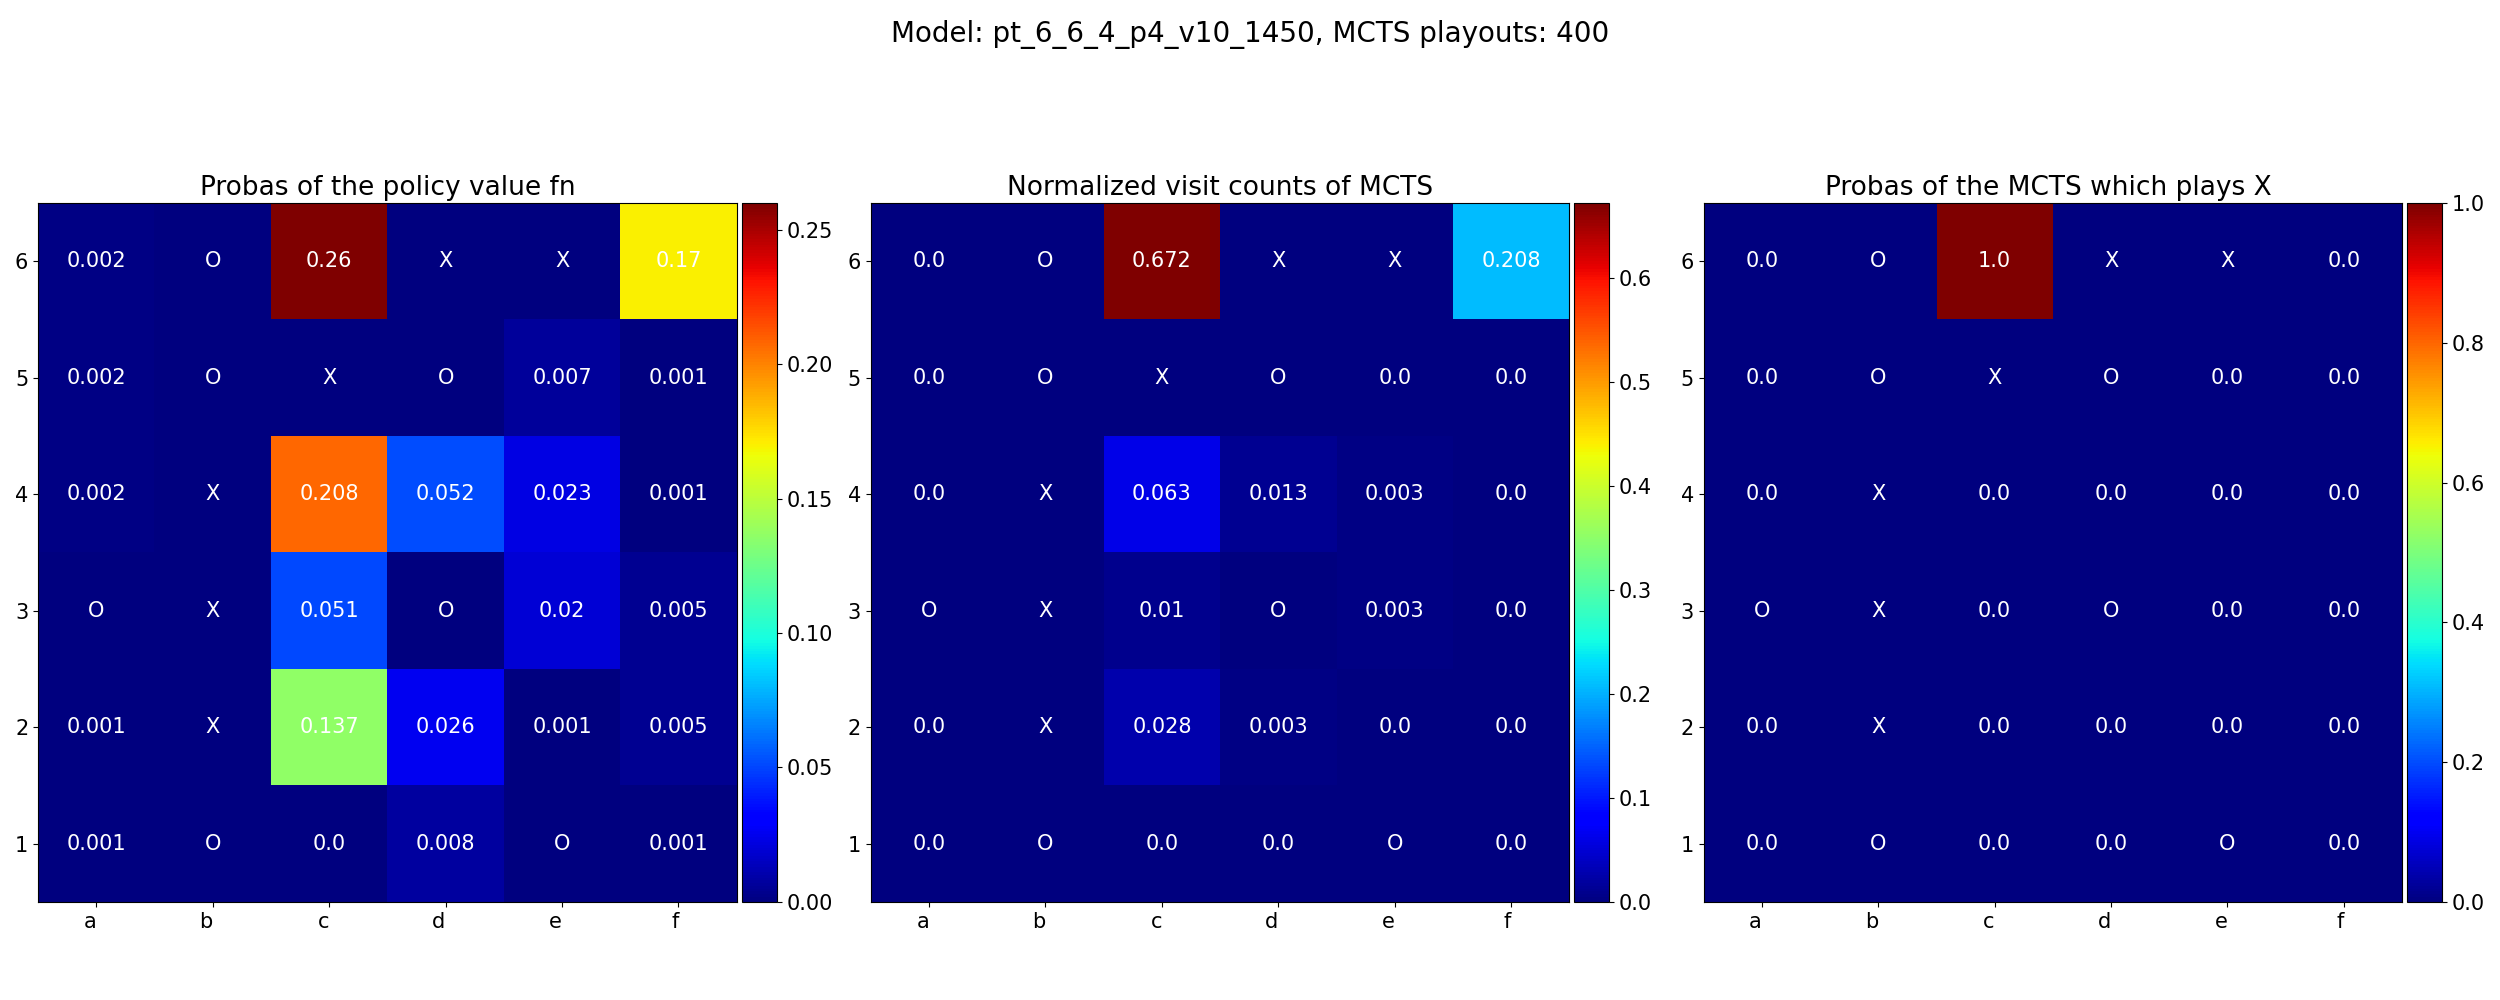 Model: pt_6_6_4_p4_v10_1450, MCTS playouts: 400
Probas of the policy value fn
6 0.002 O 0.26 X X 0.17
5 0.002 O X O 0.007 0.001
4 0.002 X 0.208 0.052 0.023 0.001
3 O X 0.051 O 0.02 0.005
2 0.001 X 0.137 0.026 0.001 0.005
1 0.001 O 0.0 0.008 O 0.001
a b c d e f
0.25
0.20
0.15
0.10
0.05
0.00
Normalized visit counts of MCTS
6 0.0 O 0.672 X X 0.208
5 0.0 O X O 0.0 0.0
4 0.0 X 0.063 0.013 0.003 0.0
3 O X 0.01 O 0.003 0.0
2 0.0 X 0.028 0.003 0.0 0.0
1 0.0 O 0.0 0.0 O 0.0
a b c d e f
0.6
0.5
0.4
0.3
0.2
0.1
0.0
Probas of the MCTS which plays X
6 0.0 O 1.0 X X 0.0
5 0.0 O X O 0.0 0.0
4 0.0 X 0.0 0.0 0.0 0.0
3 O X 0.0 O 0.0 0.0
2 0.0 X 0.0 0.0 0.0 0.0
1 0.0 O 0.0 0.0 O 0.0
a b c d e f
1.0
0.8
0.6
0.4
0.2
0.0